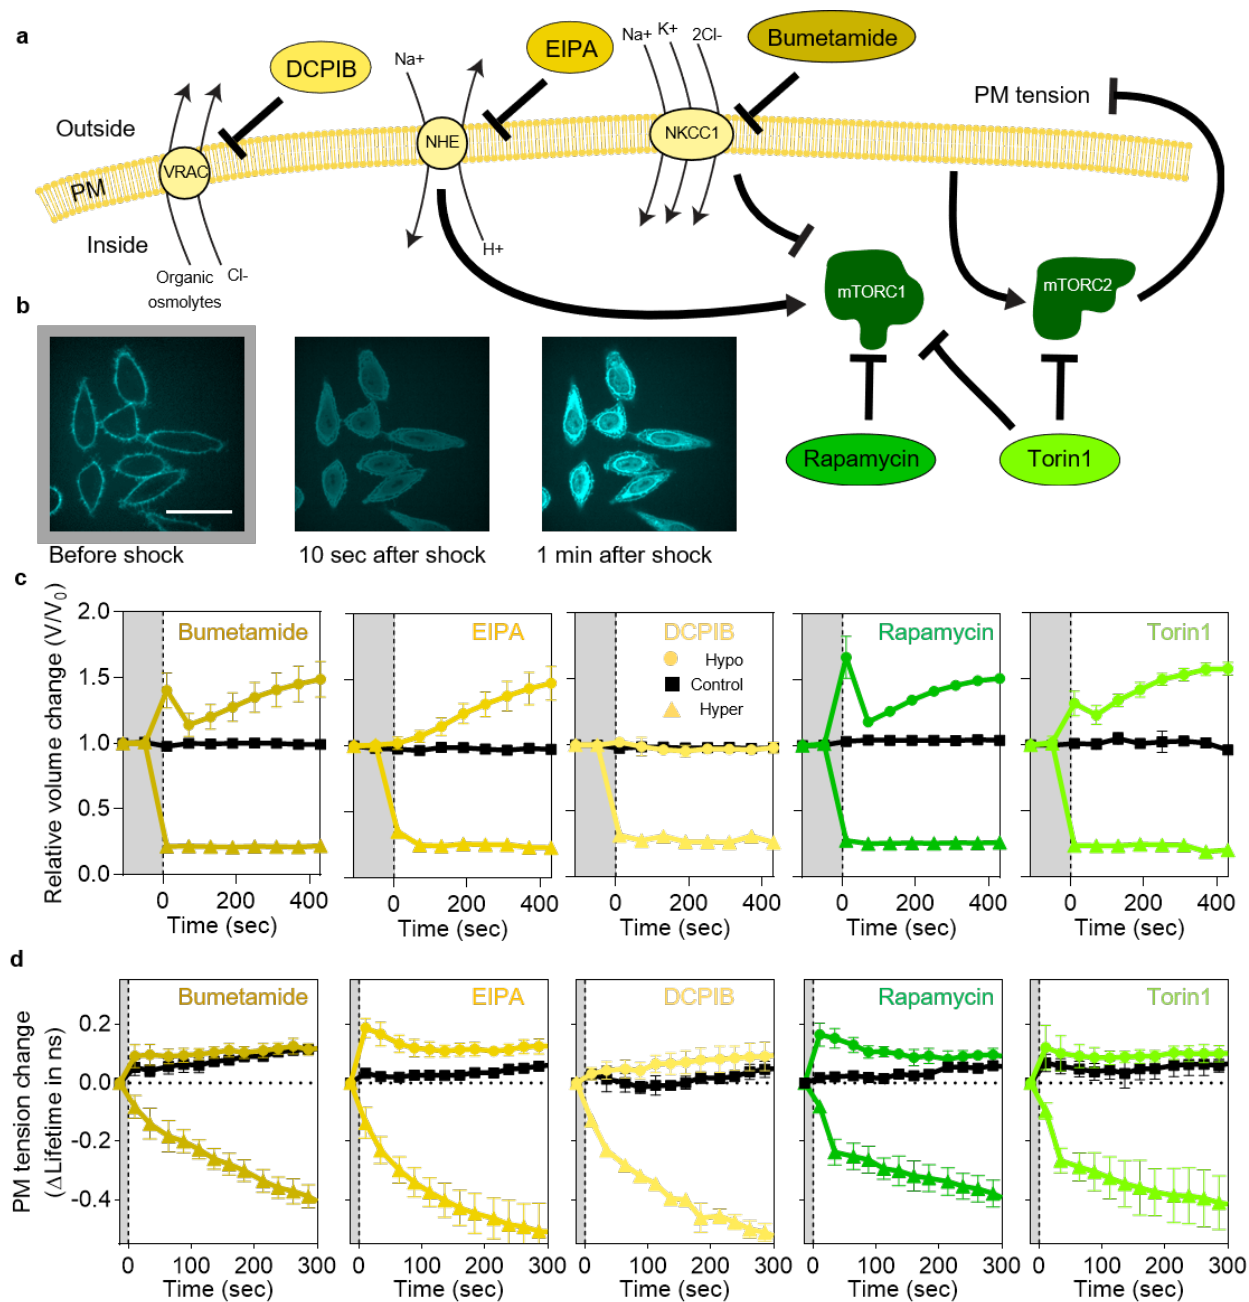 a
DCPIB
EIPA
Bumetamide
Na+
Na+ K+ 2Cl-
PM tension
Outside
VRAC
NHE
NKCC1
PM
Inside
H+
Organic
osmolytes
Cl-
mTORC1
mTORC2
Rapamycin
Torin1
b
Before shock
10 sec after shock
1 min after shock
c
Relative volume change (V/V0)
2.0
1.5
1.0
0.5
0.0
Bumetamide
EIPA
DCPIB
Hypo
Control
Hyper
Rapamycin
Torin1
0 200 400
0 200 400
0 200 400
0 200 400
0 200 400
Time (sec)
Time (sec)
Time (sec)
Time (sec)
Time (sec)
d
PM tension change
(ΔLifetime in ns)
0.2
0.0
-0.2
-0.4
Bumetamide
EIPA
DCPIB
Rapamycin
Torin1
0 100 200 300
0 100 200 300
0 100 200 300
0 100 200 300
0 100 200 300
Time (sec)
Time (sec)
Time (sec)
Time (sec)
Time (sec)